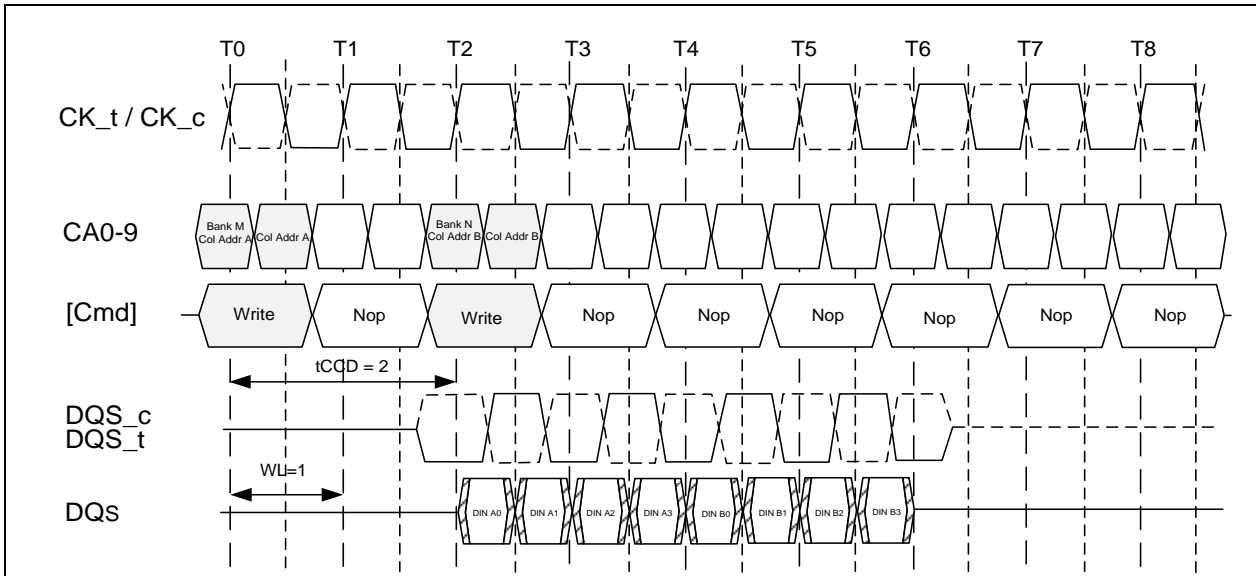 T0 T1 T2 T3 T4 T5 T6 T7 T8
CK_t / CK_c
CA0-9
Bank M
Col Addr A
Col Addr A
Bank N
Col Addr B
Col Addr B
[Cmd]
Write Nop Write Nop Nop Nop Nop Nop Nop
tCCD = 2
DQS_c
DQS_t
WL=1
DQs
DIN A0 DIN A1 DIN A2 DIN A3 DIN B0 DIN B1 DIN B2 DIN B3